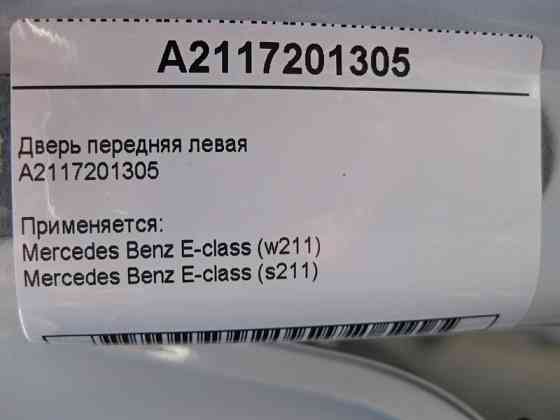 A2117201305
Дверь передняя левая
A2117201305
Применяется:
Mercedes Benz E-class (w211)
Mercedes Benz E-class (s211)